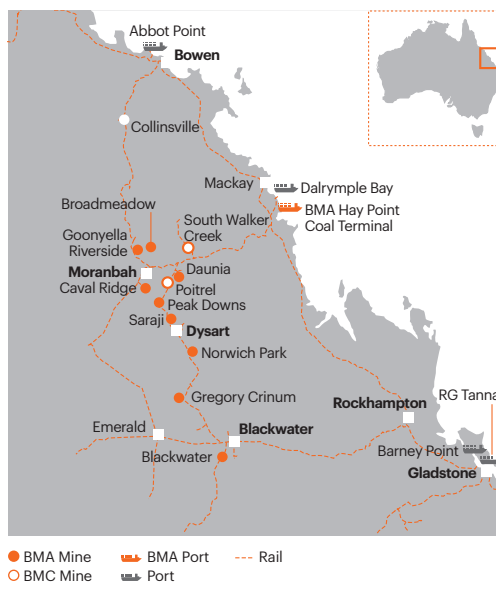 Abbot Point
Bowen
Collinsville
Mackay
Dalrymple Bay
BMA Hay Point
Coal Terminal
Broadmeadow
South Walker
Creek
Goonyella
Riverside
Moranbah
Daunia
Caval Ridge
Poitrel
Peak Downs
Saraji
Dysart
Norwich Park
Gregory Crinum
Rockhampton
RG Tanna
Emerald
Blackwater
Barney Point
Blackwater
Gladstone
BMA Mine
BMA Port
Rail
BMC Mine
Port